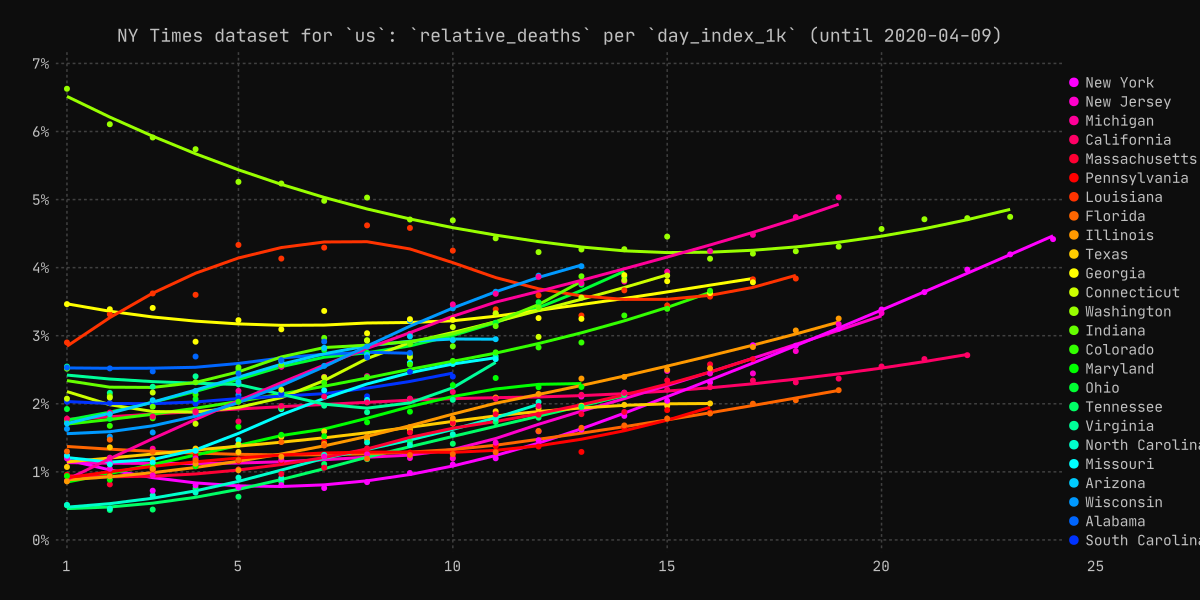 NY Times dataset for `us`: `relative_deaths` per `day_index_1k` (until 2020-04-09)
7%
6%
5%
4%
3%
2%
1%
0%
1 5 10 15 20 25
New York
New Jersey
Michigan
California
Massachusetts
Pennsylvania
Louisiana
Florida
Illinois
Texas
Georgia
Connecticut
Washington
Indiana
Colorado
Maryland
Ohio
Tennessee
Virginia
North Carolina
Missouri
Arizona
Wisconsin
Alabama
South Carolina